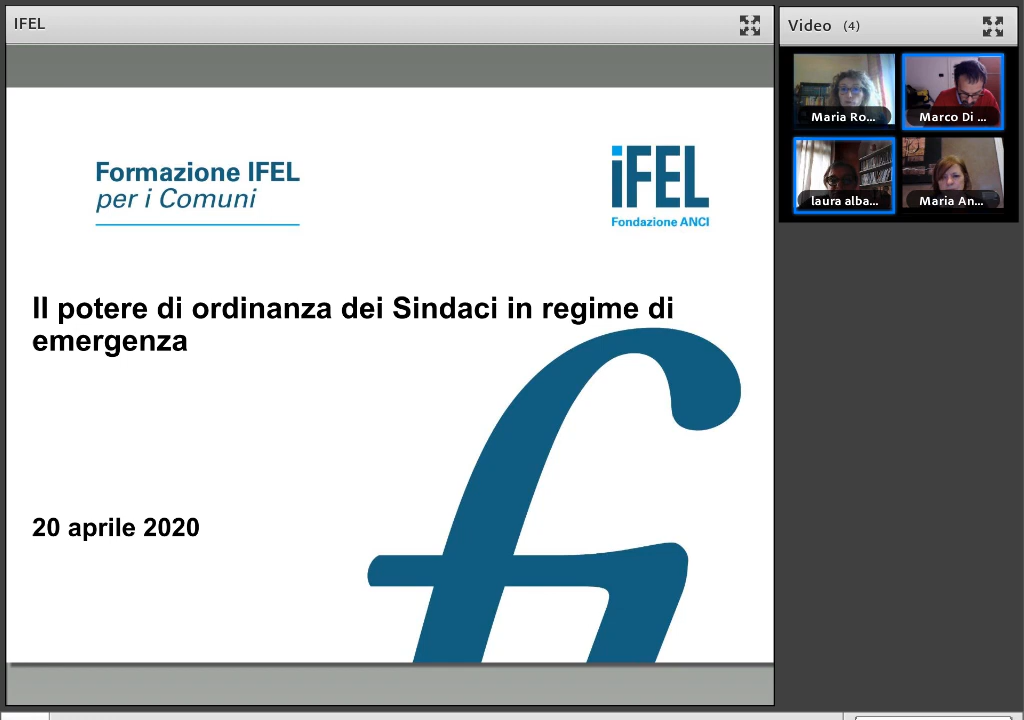 IFEL
Video (4)
Formazione IFEL
per i Comuni
iFEL
Fondazione ANCI
Il potere di ordinanza dei Sindaci in regime di
emergenza
20 aprile 2020
Maria Ro...
Marco Di ...
laura alba...
Maria An...